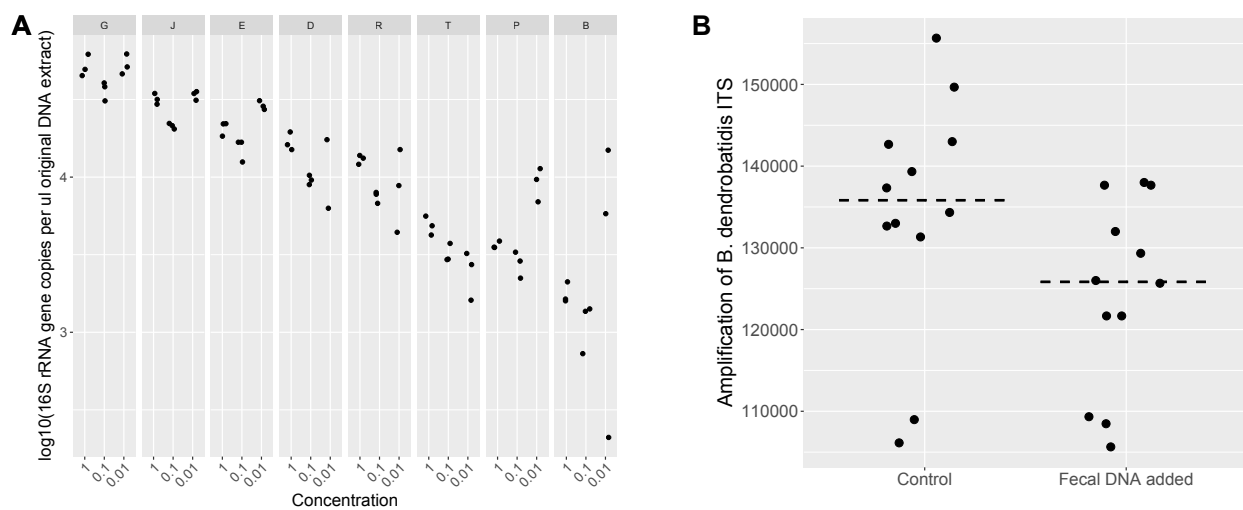 A
G J E D R T P B
log10(16S rRNA gene copies per ul original DNA extract)
4
3
1 0.1 0.01 1 0.1 0.01 1 0.1 0.01 1 0.1 0.01 1 0.1 0.01 1 0.1 0.01 1 0.1 0.01 1 0.1 0.01
Concentration
B
Amplification of B. dendrobatidis ITS
150000
140000
130000
120000
110000
Control Fecal DNA added